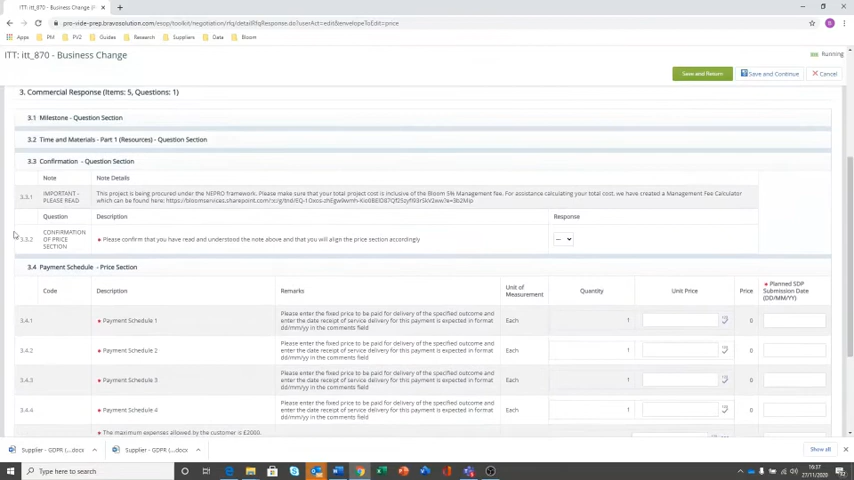 ITT: itt_870 - Business Change
pro-vide-prep.bravosolution.com/esop/toolkit/negotiation/rfq/detailRfqResponse.do?userAct=edit&envelopeToEdit=price
Apps PM PV2 Guides Research Suppliers Data Bloom
ITT: itt_870 - Business Change
Running
Save and Return Save and Continue Cancel
3. Commercial Response (Items: 5, Questions: 1)
3.1 Milestone - Question Section
3.2 Time and Materials - Part 1 (Resources) - Question Section
3.3 Confirmation - Question Section
Note Note Details
3.3.1 IMPORTANT - PLEASE READ
This project is being procured under the NEPRO framework. Please make sure that your total project cost is inclusive of the Bloom 5% Management fee. For assistance calculating your total cost, we have created a Management Fee Calculator
which can be found here:
Question Description Response
3.3.2 CONFIRMATION OF PRICE SECTION
Please confirm that you have read and understood the note above and that you will align the price section accordingly
---
3.4 Payment Schedule - Price Section
Code Description Remarks Unit of Measurement Quantity Unit Price Price Planned SDP Submission Date (DD/MM/YY)
3.4.1 Payment Schedule 1
Please enter the fixed price to be paid for delivery of the specified outcome and
enter the date receipt of service delivery for this payment is expected in format
dd/mm/yy in the comments field
Each 1 0
3.4.2 Payment Schedule 2
Please enter the fixed price to be paid for delivery of the specified outcome and
enter the date receipt of service delivery for this payment is expected in format
dd/mm/yy in the comments field
Each 1 0
3.4.3 Payment Schedule 3
Please enter the fixed price to be paid for delivery of the specified outcome and
enter the date receipt of service delivery for this payment is expected in format
dd/mm/yy in the comments field
Each 1 0
3.4.4 Payment Schedule 4
Please enter the fixed price to be paid for delivery of the specified outcome and
enter the date receipt of service delivery for this payment is expected in format
dd/mm/yy in the comments field
Each 1 0
The maximum expenses allowed by the customer is £2000.
Supplier - GDPR (....docx Supplier - GDPR (....docx Show all
Type here to search
16:37
27/11/2020